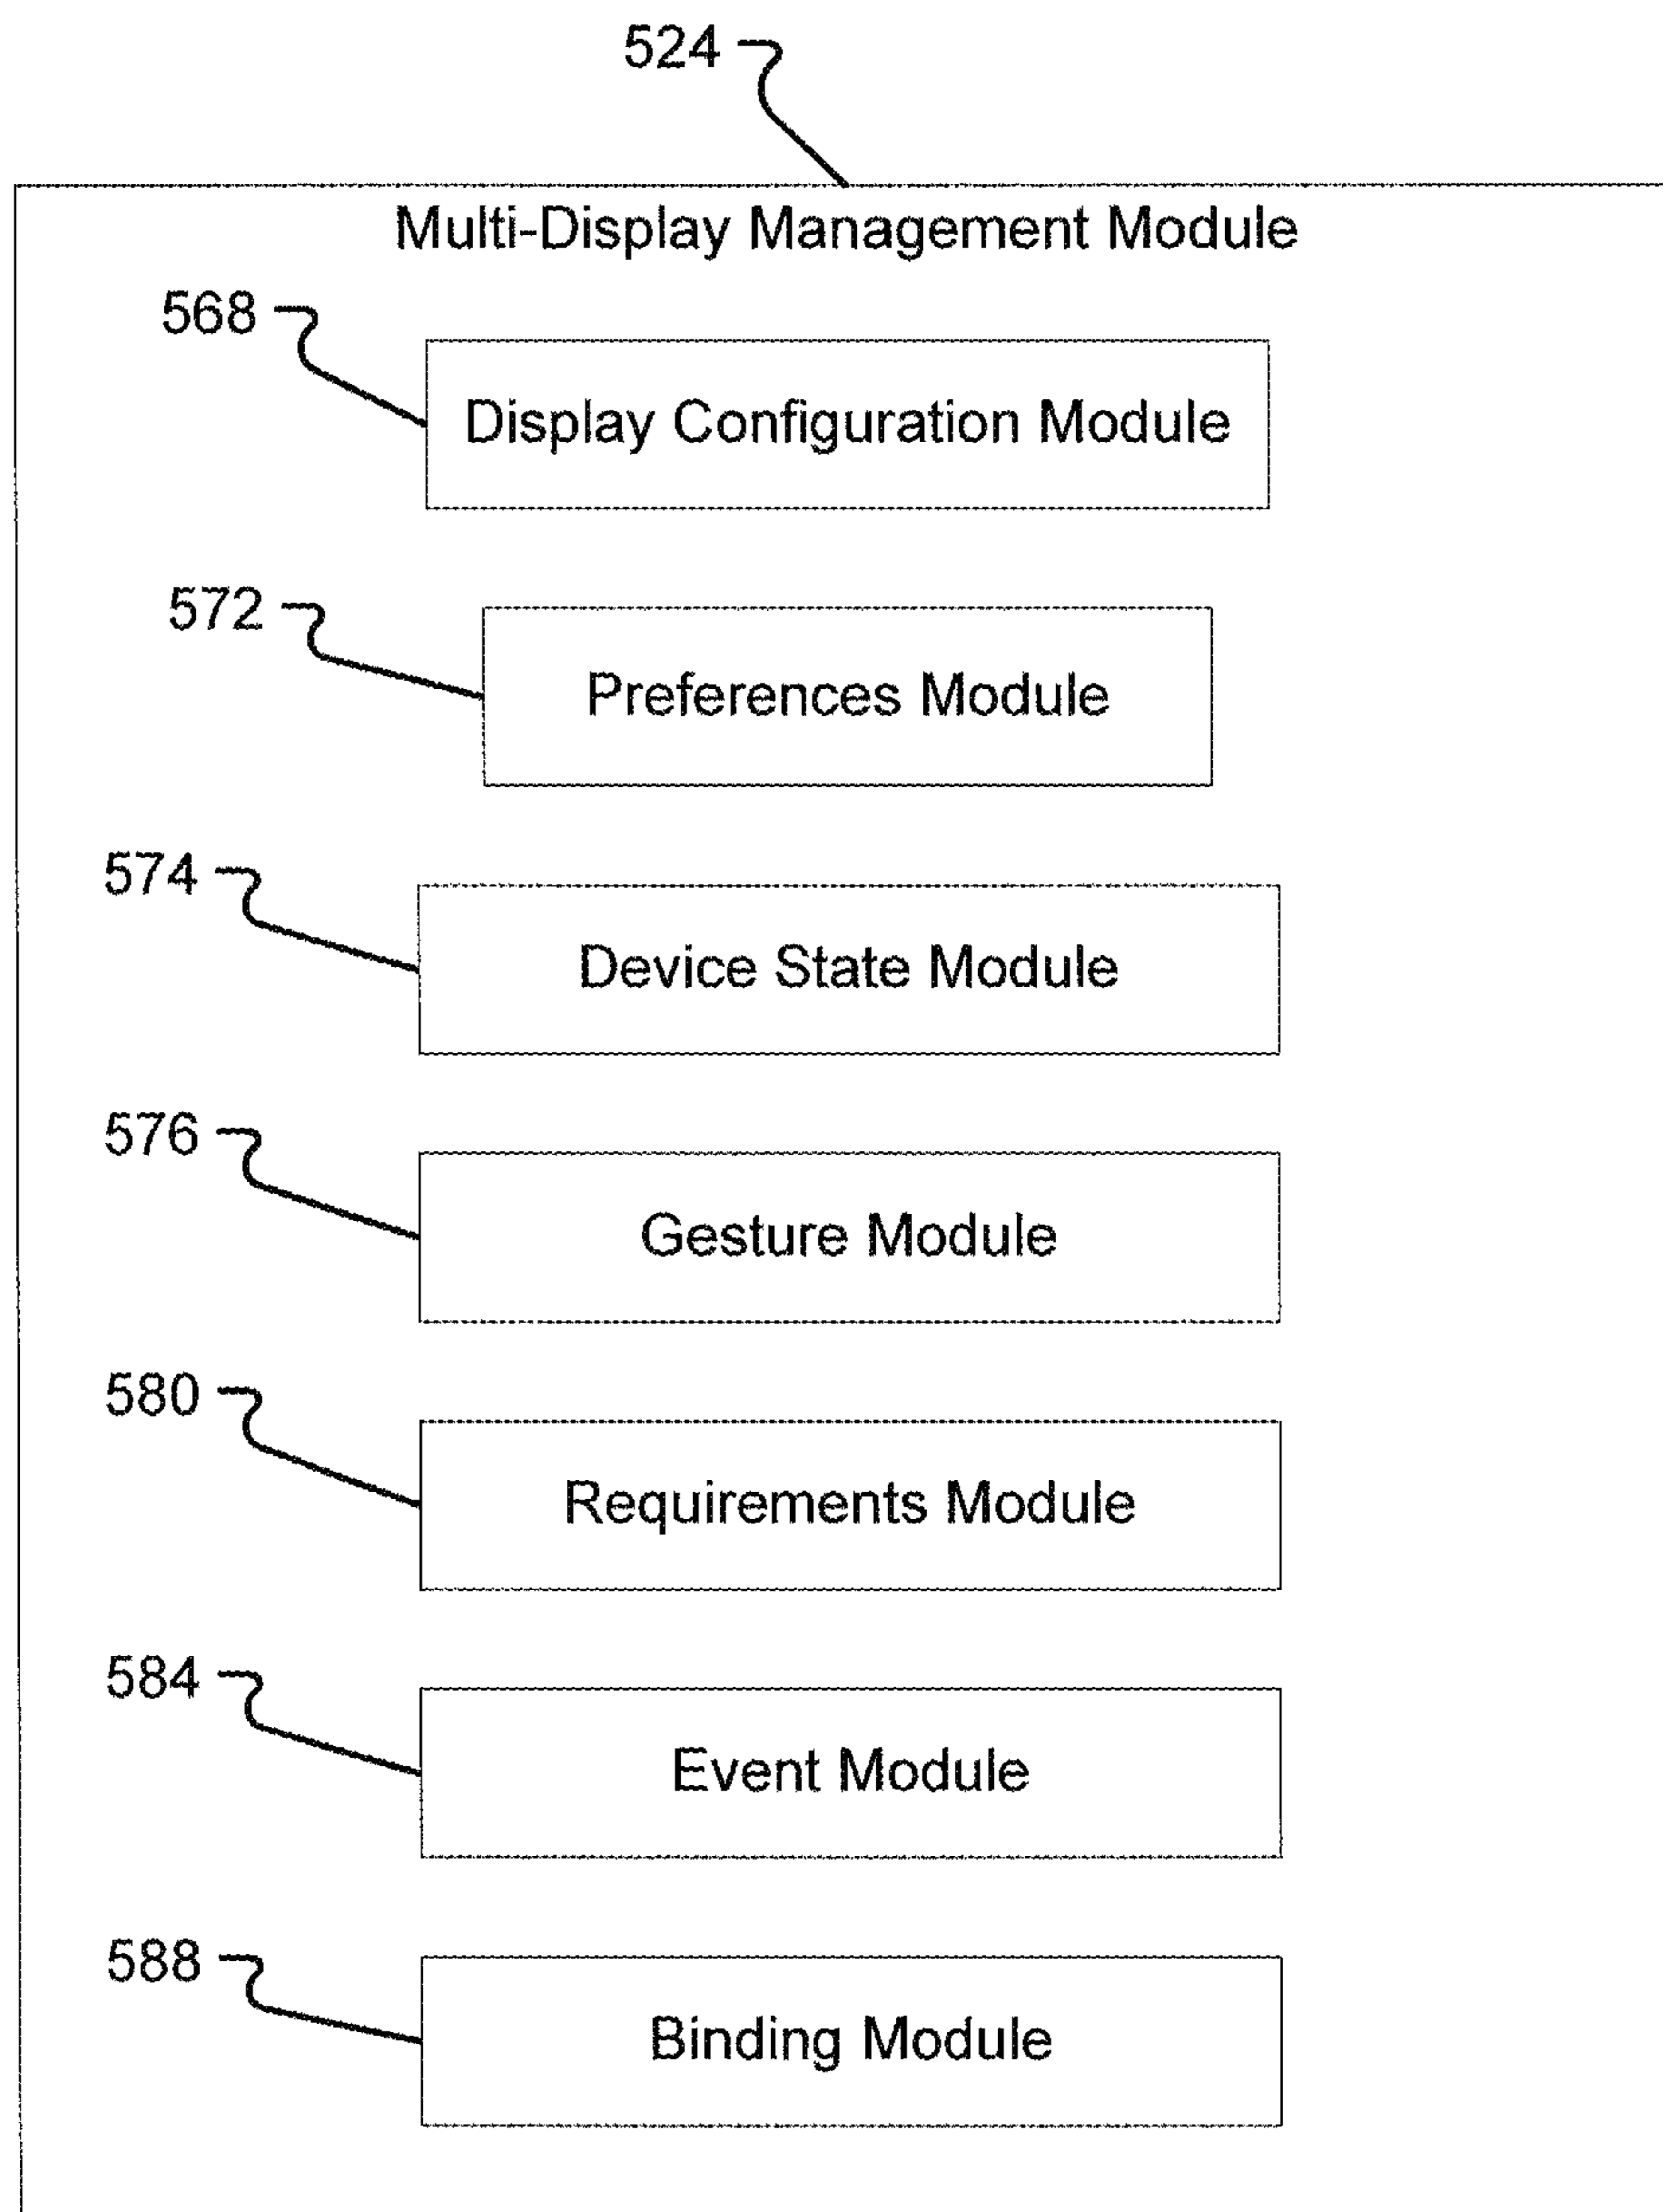 524
Multi-Display Management Module
568
Display Configuration Module
572
Preferences Module
574
Device State Module
576
Gesture Module
580
Requirements Module
584
Event Module
588
Binding Module